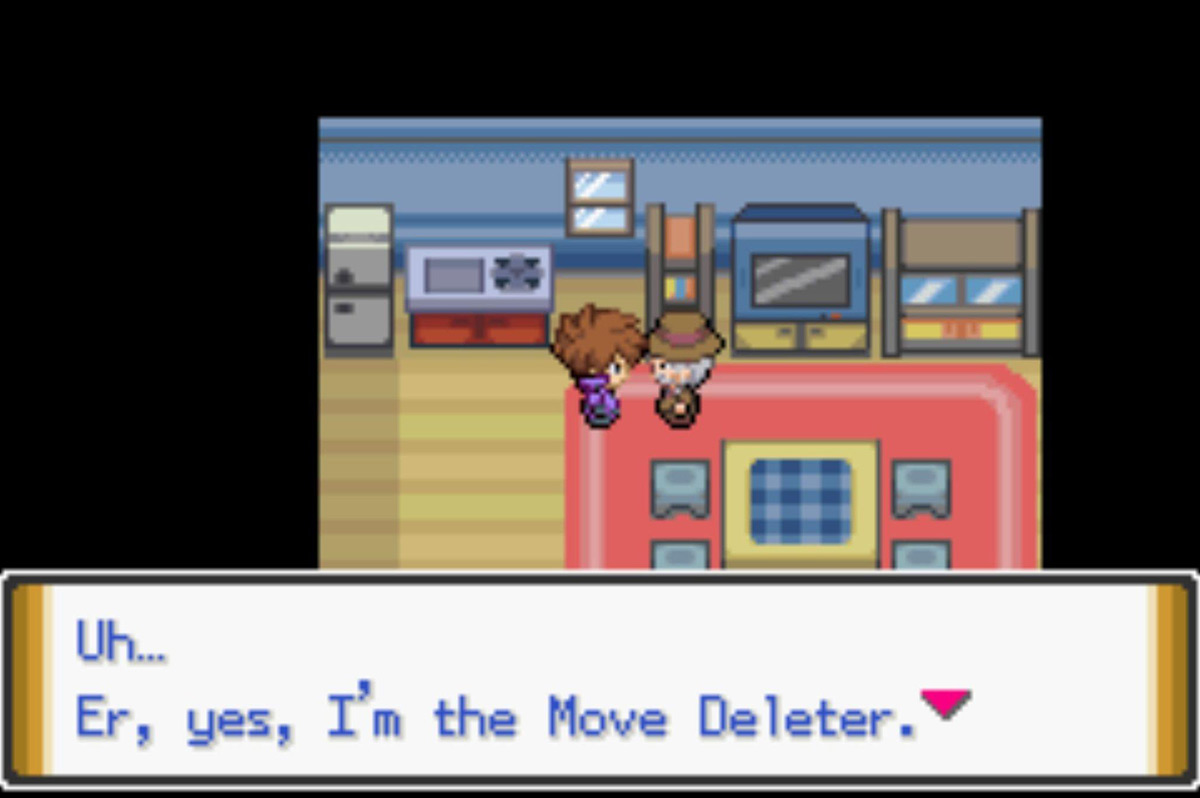 Uh…
Er, yes, I'm the Move Deleter.